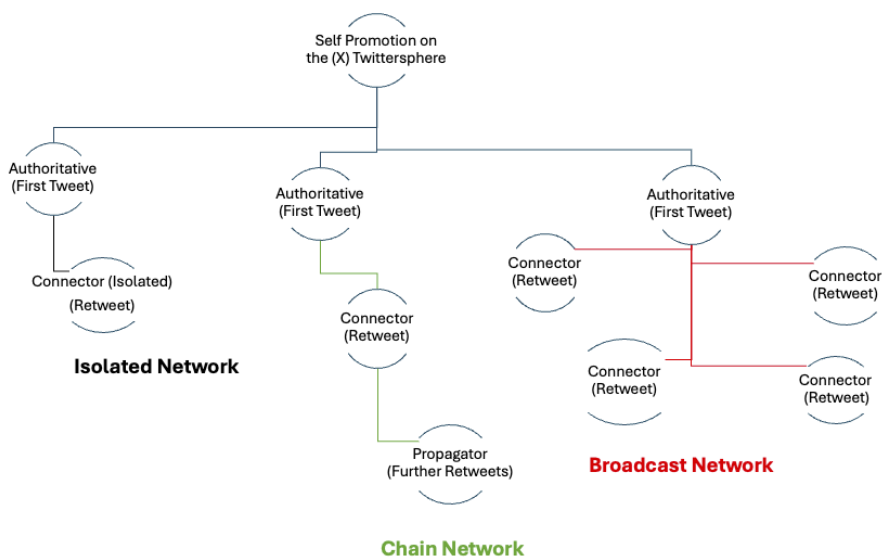 Self Promotion on
the (X) Twittersphere
Authoritative
(First Tweet)
Connector (Isolated)
(Retweet)
Isolated Network
Authoritative
(First Tweet)
Connector
(Retweet)
Propagator
(Further Retweets)
Chain Network
Authoritative
(First Tweet)
Connector
(Retweet)
Connector
(Retweet)
Connector
(Retweet)
Connector
(Retweet)
Broadcast Network